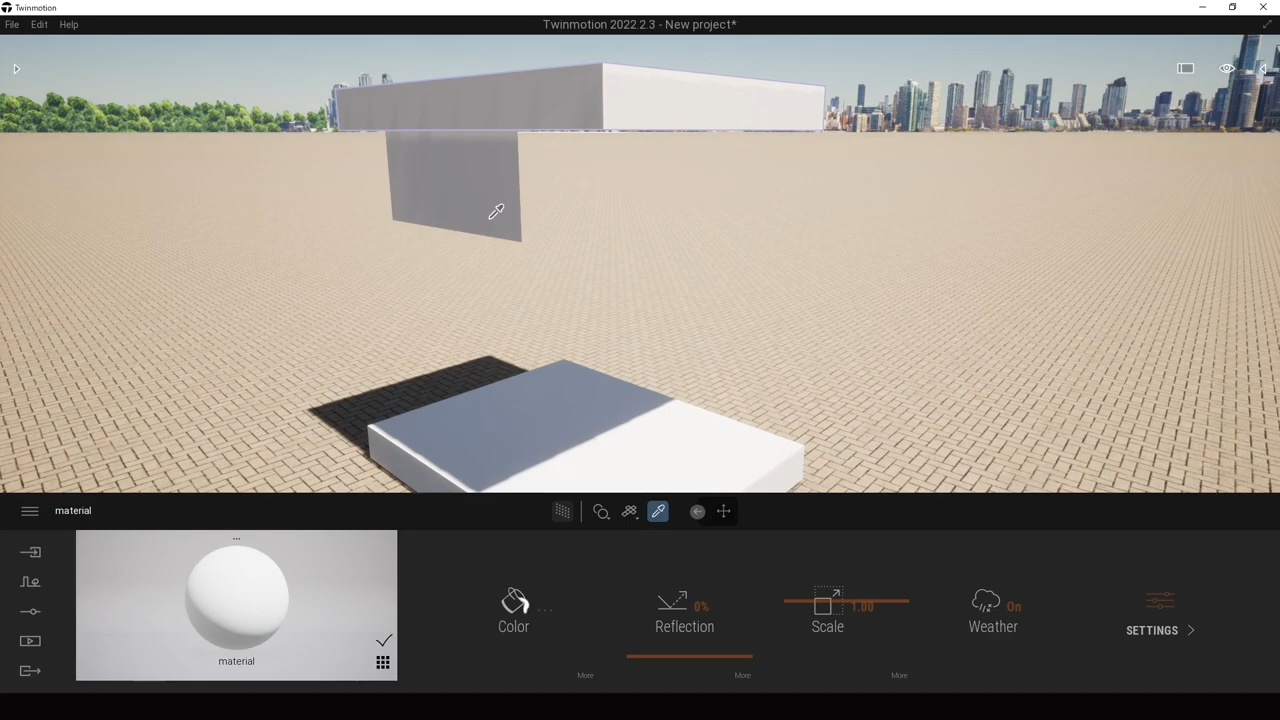 Twinmotion
File Edit Help
Twinmotion 2022.2.3 - New project*
material
...
material
...
Color
More
0%
Reflection
More
1.00
Scale
More
On
Weather
SETTINGS